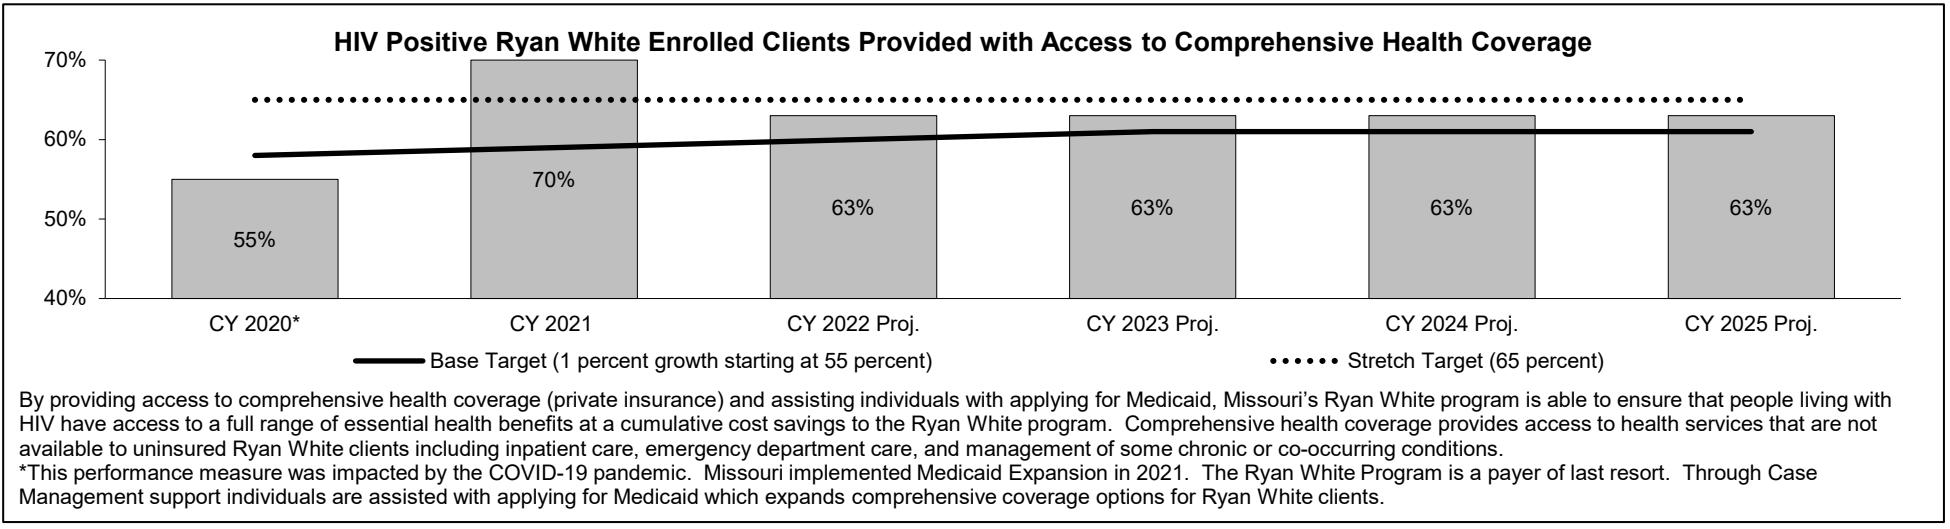 HIV Positive Ryan White Enrolled Clients Provided with Access to Comprehensive Health Coverage
70%
60%
50%
40%
55%
70%
63%
63%
63%
63%
CY 2020*
CY 2021
CY 2022 Proj.
CY 2023 Proj.
CY 2024 Proj.
CY 2025 Proj.
Base Target (1 percent growth starting at 55 percent)
Stretch Target (65 percent)
By providing access to comprehensive health coverage (private insurance) and assisting individuals with applying for Medicaid, Missouri’s Ryan White program is able to ensure that people living with
HIV have access to a full range of essential health benefits at a cumulative cost savings to the Ryan White program.  Comprehensive health coverage provides access to health services that are not
available to uninsured Ryan White clients including inpatient care, emergency department care, and management of some chronic or co-occurring conditions.
*This performance measure was impacted by the COVID-19 pandemic.  Missouri implemented Medicaid Expansion in 2021.  The Ryan White Program is a payer of last resort.  Through Case
Management support individuals are assisted with applying for Medicaid which expands comprehensive coverage options for Ryan White clients.